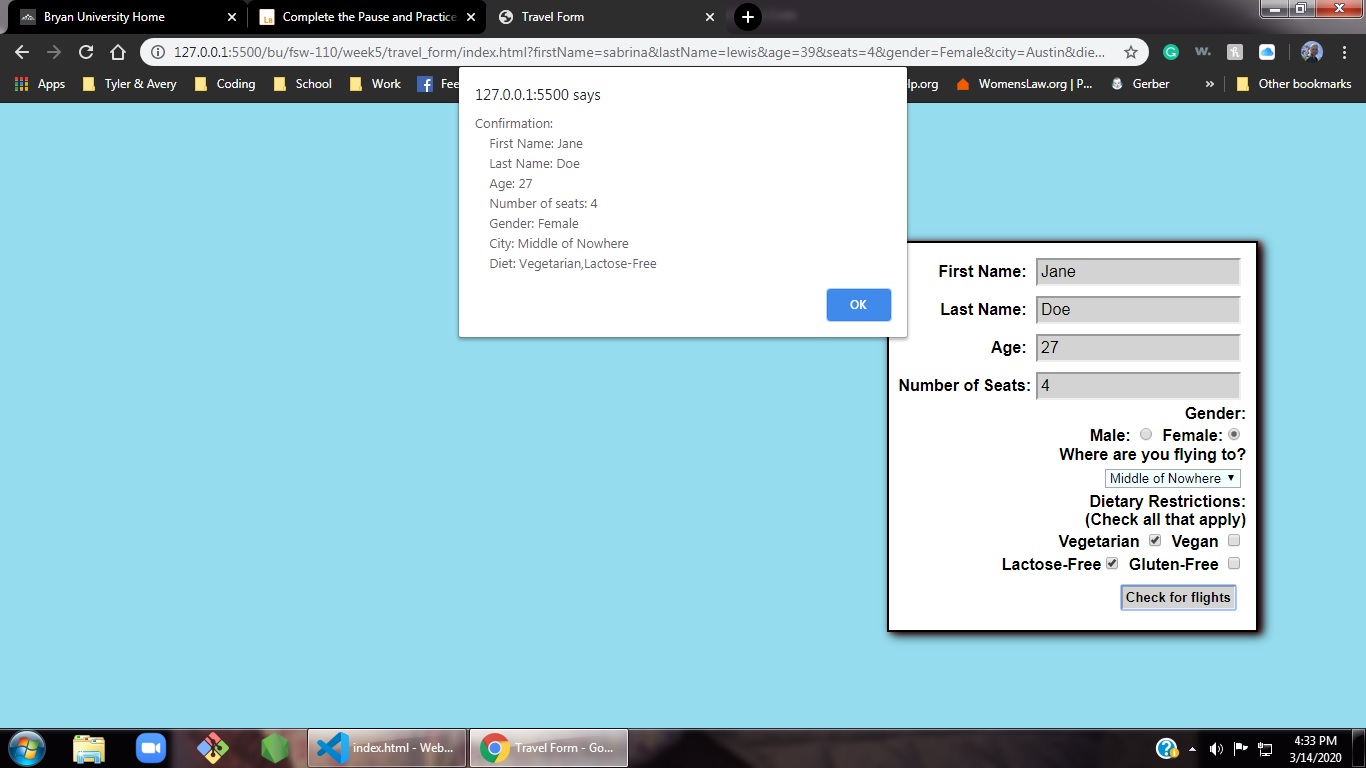 Bryan University Home
Complete the Pause and Practice
Travel Form
127.0.0.1:5500/bu/fsw-110/week5/travel_form/index.html?firstName=sabrina&lastName=lewis&age=39&seats=4&gender=Female&city=Austin&die...
Apps Tyler & Avery Coding School Work Fee lp.org WomensLaw.org | P... Gerber » Other bookmarks
127.0.0.1:5500 says
Confirmation:
First Name: Jane
Last Name: Doe
Age: 27
Number of seats: 4
Gender: Female
City: Middle of Nowhere
Diet: Vegetarian,Lactose-Free
OK
First Name: Jane
Last Name: Doe
Age: 27
Number of Seats: 4
Gender:
Male: Female:
Where are you flying to?
Middle of Nowhere
Dietary Restrictions:
(Check all that apply)
Vegetarian Vegan
Lactose-Free Gluten-Free
Check for flights
index.html - Web...
Travel Form - Go...
4:33 PM
3/14/2020